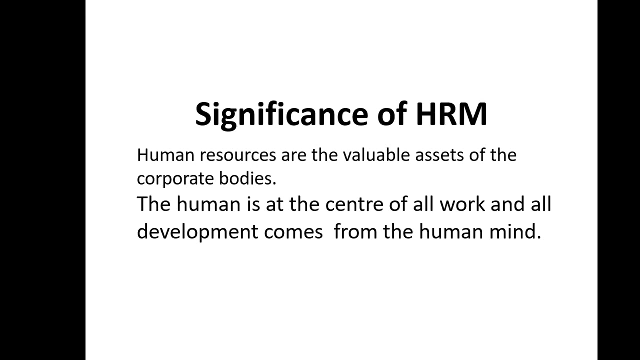 Significance of HRM
Human resources are the valuable assets of the
corporate bodies.
The human is at the centre of all work and all
development comes  from the human mind.